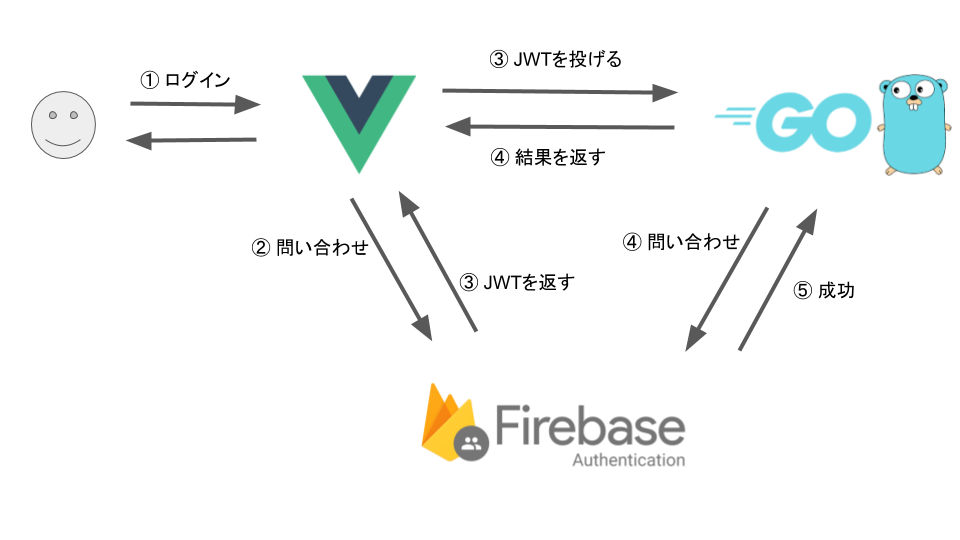 ① ログイン
③ JWTを投げる
GO
④ 結果を返す
② 問い合わせ
③ JWTを返す
④ 問い合わせ
⑤ 成功
Firebase
Authentication